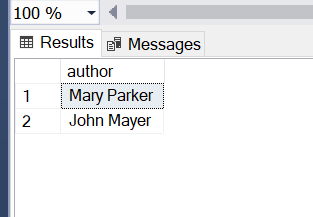 100 %
Results Messages
author
1 Mary Parker
2 John Mayer